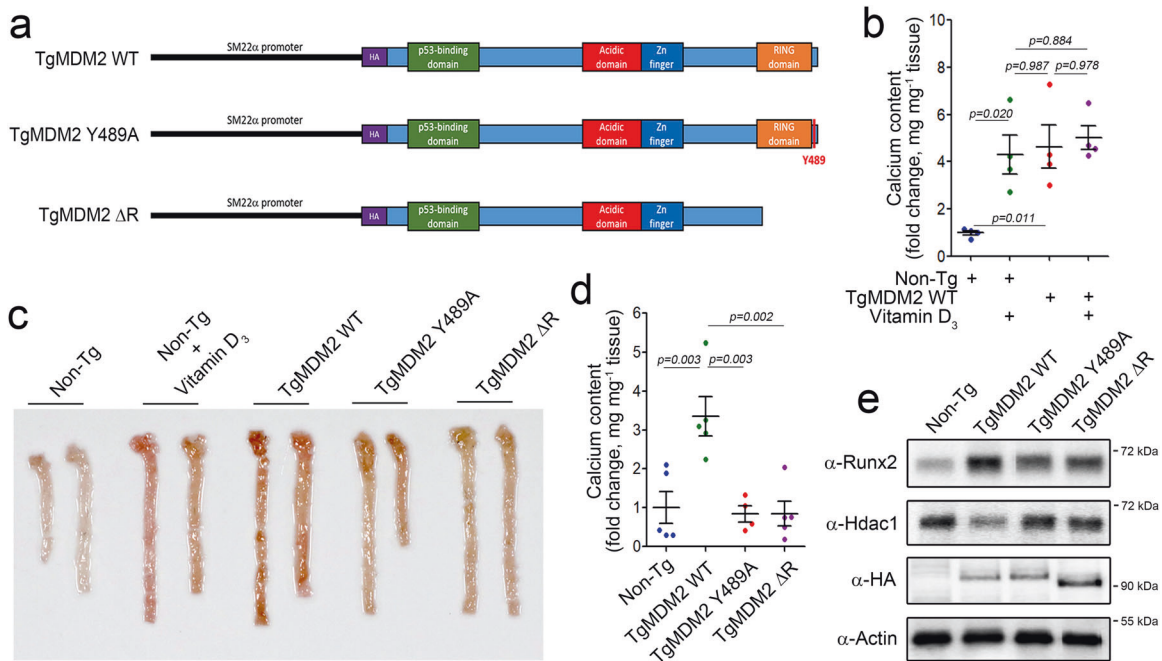 a
SM22α promoter
TgMDM2 WT
HA
p53-binding
domain
Acidic
domain
Zn
finger
RING
domain
SM22α promoter
TgMDM2 Y489A
HA
p53-binding
domain
Acidic
domain
Zn
finger
RING
domain
Y489
SM22α promoter
TgMDM2 ΔR
HA
p53-binding
domain
Acidic
domain
Zn
finger
b
Calcium content
(fold change, mg mg⁻¹ tissue)
10
8
6
4
2
0
p=0.884
p=0.987
p=0.978
p=0.020
p=0.011
Non-Tg + +
TgMDM2 WT + +
Vitamin D₃ + +
c
Non-Tg
Non-Tg
+
Vitamin D₃
TgMDM2 WT
TgMDM2 Y489A
TgMDM2 ΔR
d
Calcium content
(fold change, mg mg⁻¹ tissue)
6
5
4
3
2
1
0
p=0.002
p=0.003
p=0.003
Non-Tg
TgMDM2 WT
TgMDM2 Y489A
TgMDM2 ΔR
e
Non-Tg
TgMDM2 WT
TgMDM2 Y489A
TgMDM2 ΔR
α-Runx2
72 kDa
α-Hdac1
72 kDa
α-HA
90 kDa
α-Actin
55 kDa